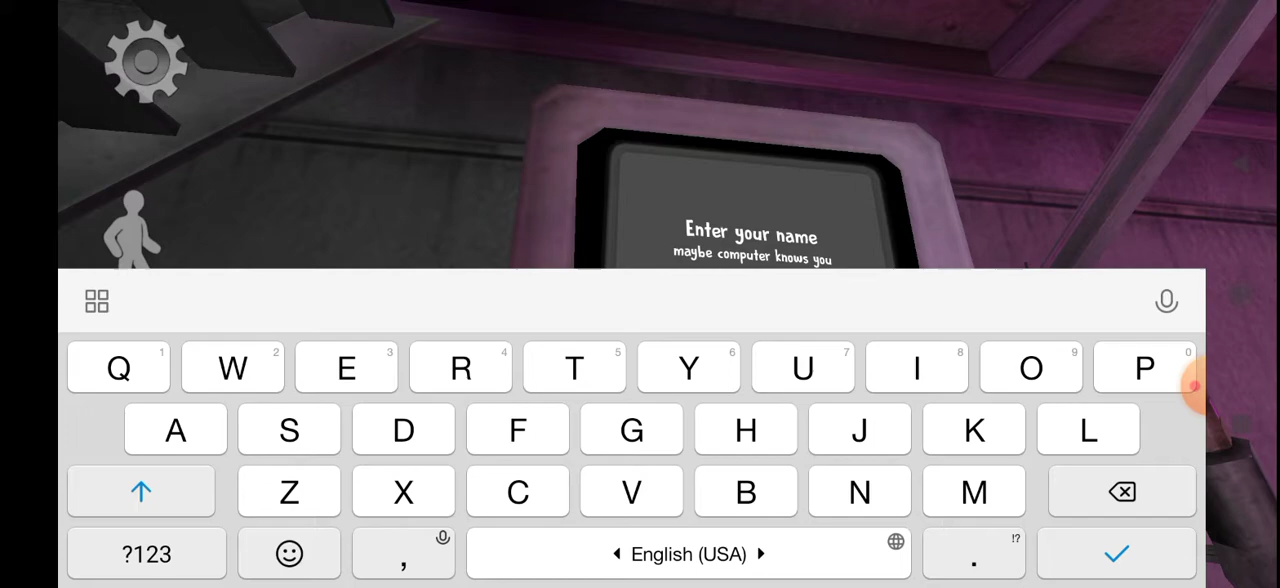 Enter your name
maybe computer knows you
Q 1 W 2 E 3 R 4 T 5 Y 6 U 7 I 8 O 9 P 0
A S D F G H J K L
Z X C V B N M
?123 , English (USA) . !?